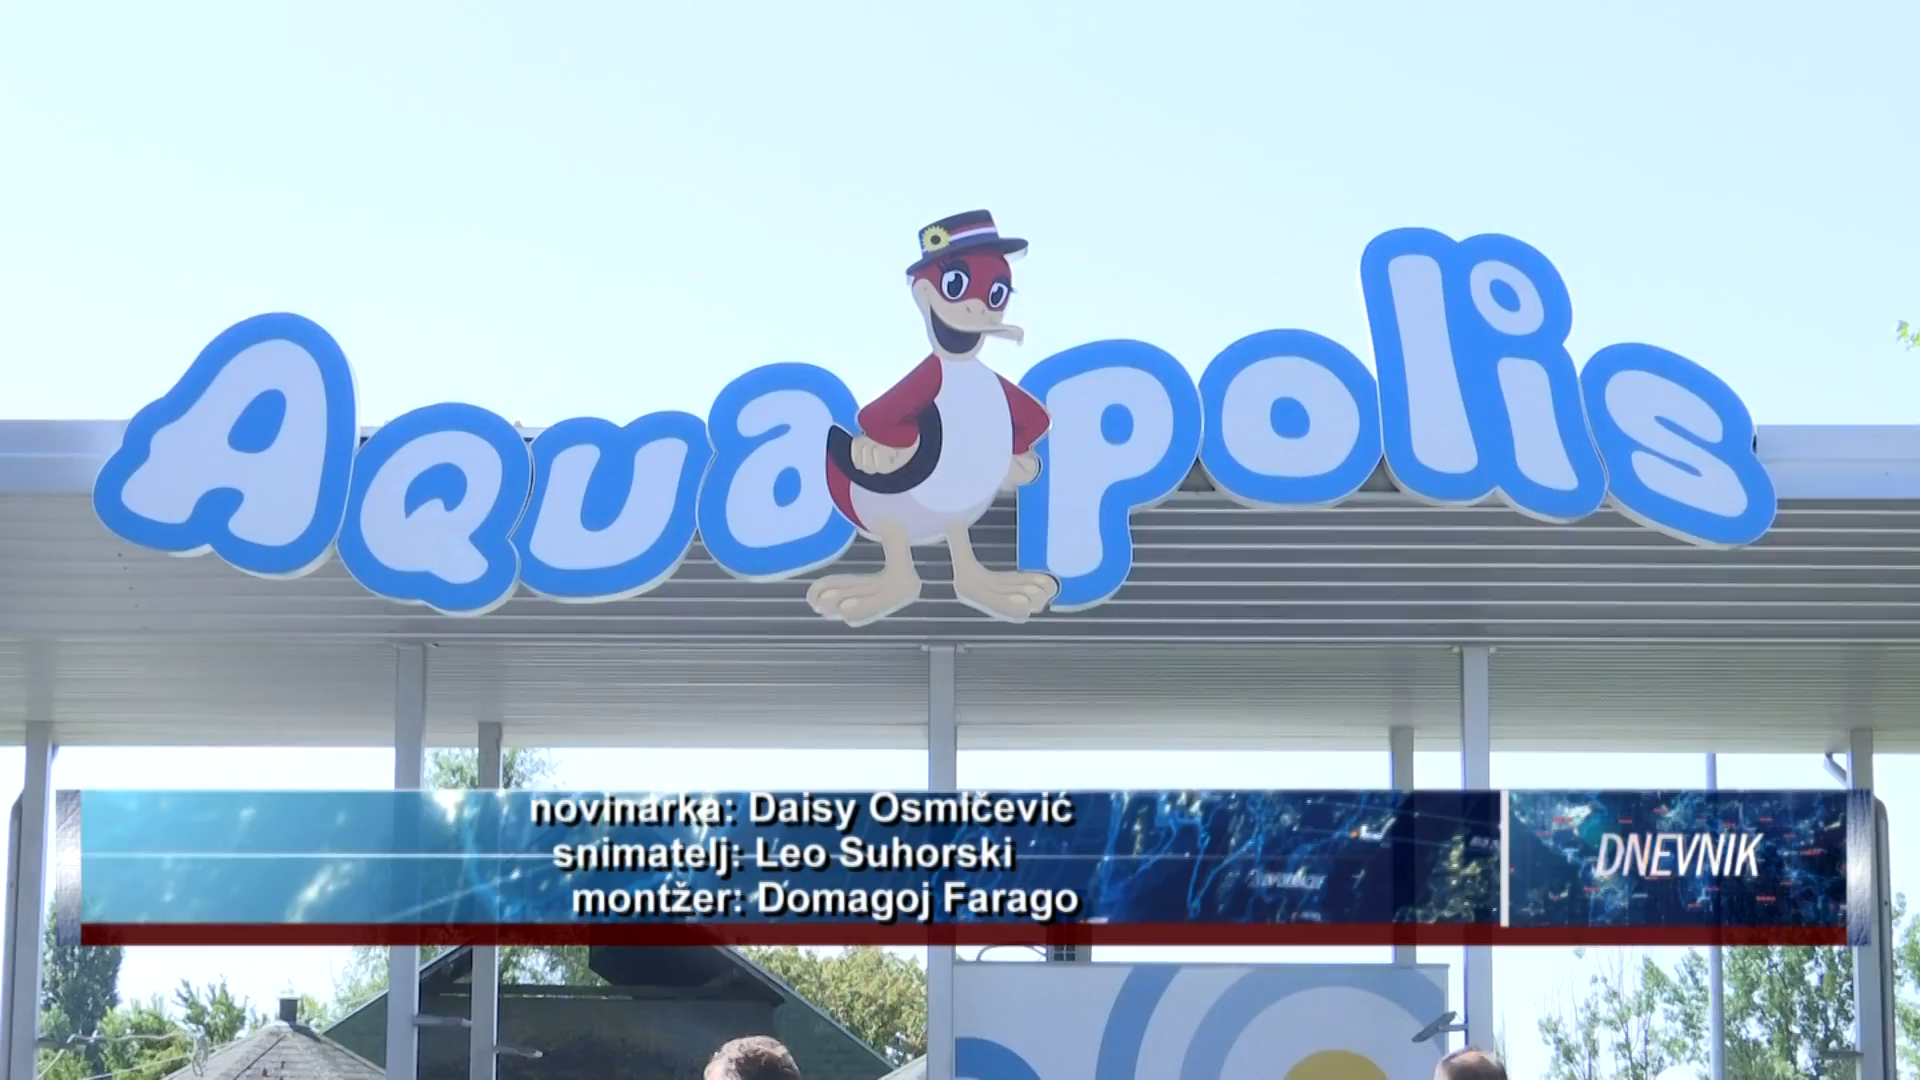 Aquapolis
novinarka: Daisy Osmičević
snimatelj: Leo Suhorski
montžer: Domagoj Farago
DNEVNIK